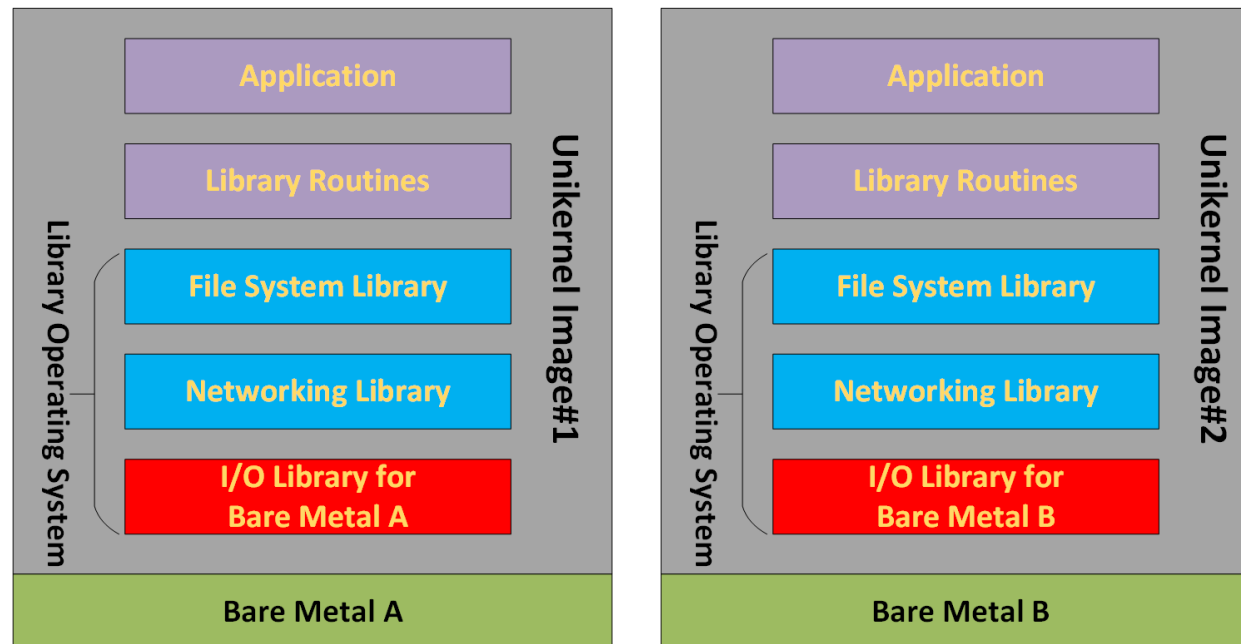 Application
Library Routines
File System Library
Networking Library
I/O Library for
Bare Metal A
Library Operating System
Unikernel Image#1
Bare Metal A
Application
Library Routines
File System Library
Networking Library
I/O Library for
Bare Metal B
Library Operating System
Unikernel Image#2
Bare Metal B